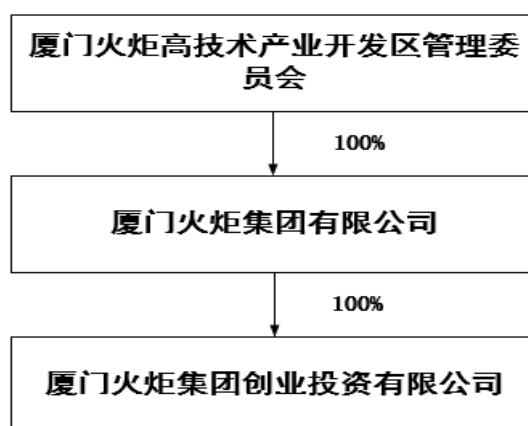 厦门火炬高技术产业开发区管理委
员会
100%
厦门火炬集团有限公司
100%
厦门火炬集团创业投资有限公司